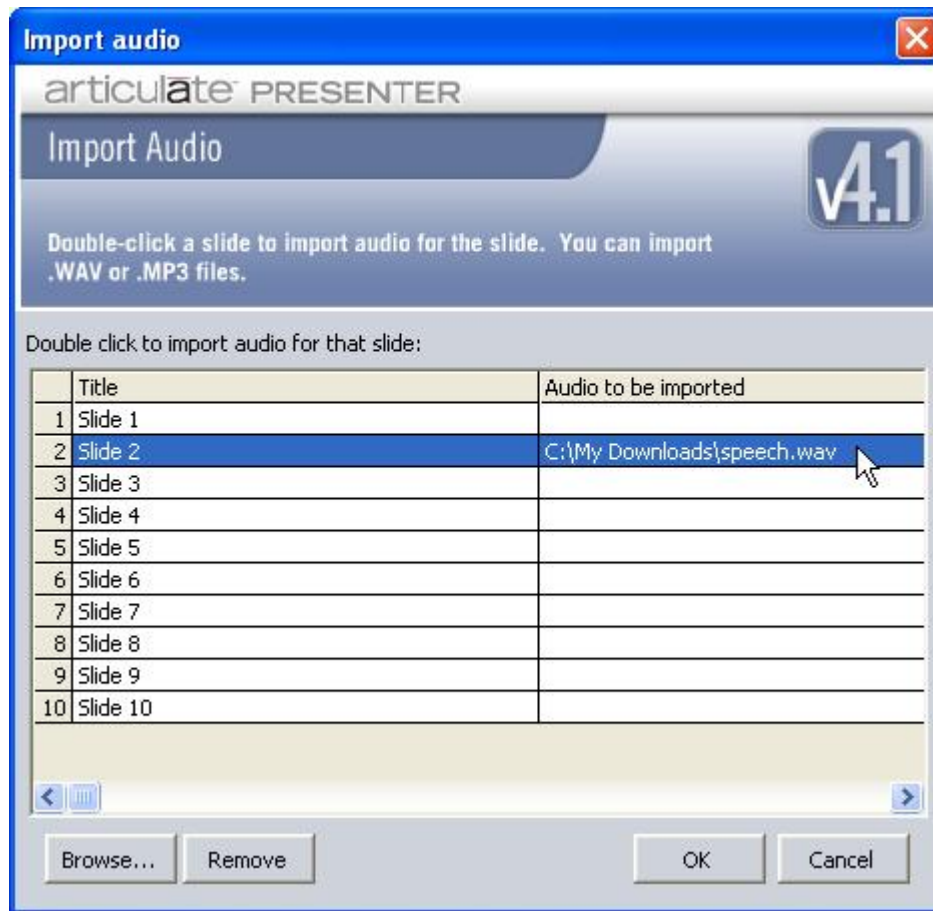 Import audio
articulāte PRESENTER
Import Audio
v4.1
Double-click a slide to import audio for the slide. You can import
.WAV or .MP3 files.
Double click to import audio for that slide:
Title Audio to be imported
1 Slide 1
2 Slide 2 C:\My Downloads\speech.wav
3 Slide 3
4 Slide 4
5 Slide 5
6 Slide 6
7 Slide 7
8 Slide 8
9 Slide 9
10 Slide 10
Browse... Remove OK Cancel